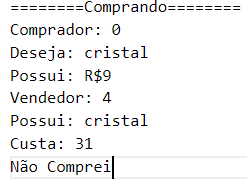 ========Comprando========
Comprador: 0
Deseja: cristal
Possui: R$9
Vendedor: 4
Possui: cristal
Custa: 31
Não Comprei